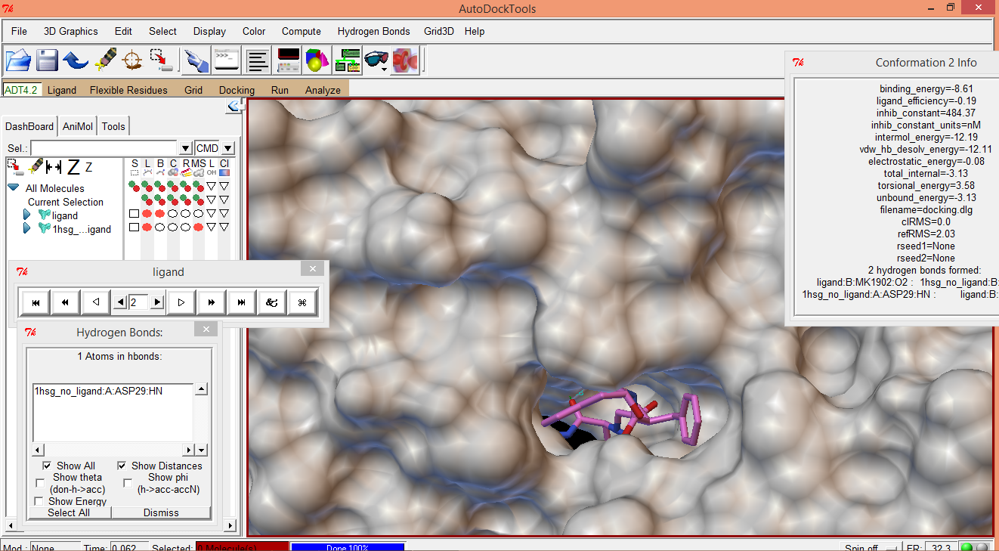 AutoDockTools
File 3D Graphics Edit Select Display Color Compute Hydrogen Bonds Grid3D Help
>>>_
ADT4.2 Ligand Flexible Residues Grid Docking Run Analyze
DashBoard AniMol Tools
Sel.: CMD
Z Z S L B C R MS L Cl
OH
All Molecules
Current Selection
ligand
1hsg_...igand
ligand
2
Hydrogen Bonds:
1 Atoms in hbonds:
1hsg_no_ligand:A:ASP29:HN
Show All Show Distances
Show theta Show phi
(don-h->acc) (h->acc-accN)
Show Energy
Select All Dismiss
Conformation 2 Info
binding_energy=-8.61
ligand_efficiency=-0.19
inhib_constant=484.37
inhib_constant_units=nM
intermol_energy=-12.19
vdw_hb_desolv_energy=-12.11
electrostatic_energy=-0.08
total_internal=-3.13
torsional_energy=3.58
unbound_energy=-3.13
filename=docking.dlg
clRMS=0.0
refRMS=2.03
rseed1=None
rseed2=None
2 hydrogen bonds formed:
ligand:B:MK1902:O2 : 1hsg_no_ligand:B:
1hsg_no_ligand:A:ASP29:HN : ligand:B:
Mod.: None Time: 0.062 Selected: 0 Molecule(s) Done 100% Spin off FR: 32.3